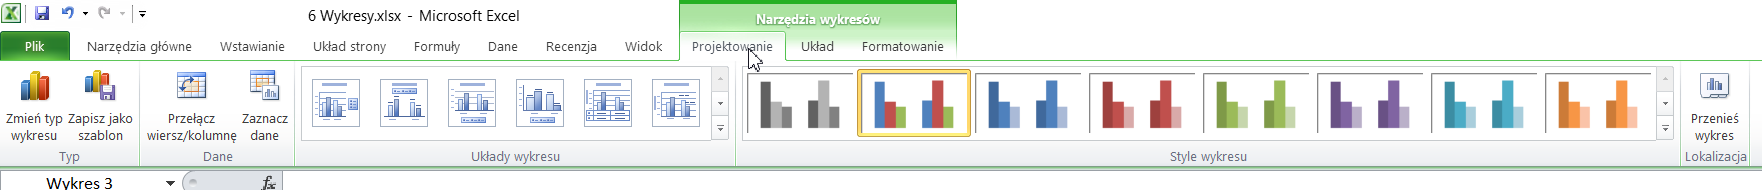 6 Wykresy.xlsx - Microsoft Excel
Narzędzia wykresów
Plik Narzędzia główne Wstawianie Układ strony Formuły Dane Recenzja Widok Projektowanie Układ Formatowanie
Zmień typ wykresu
Zapisz jako szablon
Przełącz wiersz/kolumnę
Zaznacz dane
Przenieś wykres
Typ Dane Układy wykresu Style wykresu Lokalizacja
Wykres 3 fx